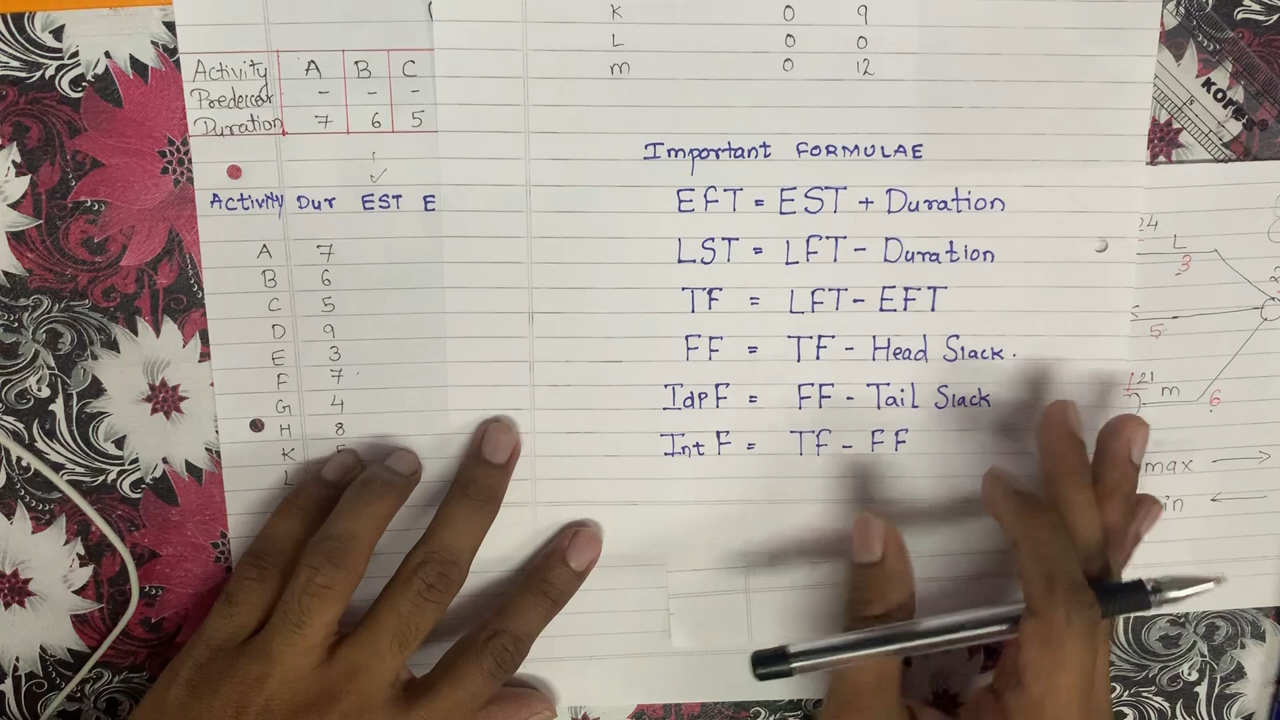 K 0 9
L 0 0
m 0 12
Activity A B C
Predecessor - - -
Duration 7 6 5
Important FORMULAE
EFT = EST + Duration
LST = LFT - Duration
TF = LFT - EFT
FF = TF - Head Slack.
IdpF = FF - Tail Slack
Int F = TF - FF
Activity Dur EST E
A 7
B 6
C 5
D 9
E 3
F 7
G 4
H 8
K 5
L
kores
24
L
3
5
21 m
6
max
in